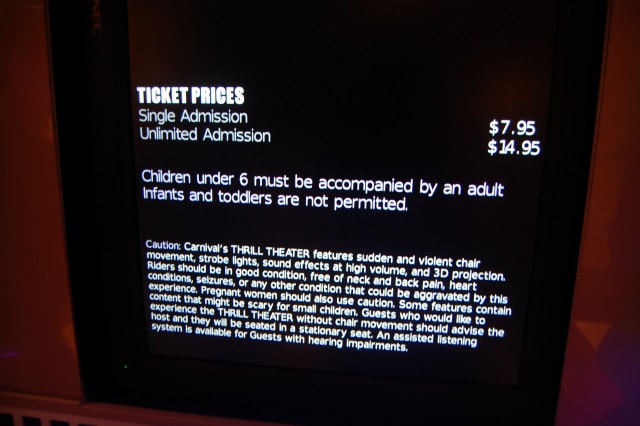 NEC
TICKET PRICES
Single Admission $7.95
Unlimited Admission $14.95
Children under 6 must be accompanied by an adult
Infants and toddlers are not permitted.
Caution: Carnival's THRILL THEATER features sudden and violent chair
movement, strobe lights, sound effects at high volume, and 3D projection.
Riders should be in good condition, free of neck and back pain, heart
conditions, seizures, or any other condition that could be aggravated by this
experience. Pregnant women should also use caution. Some features contain
content that might be scary for small children. Guests who would like to
experience the THRILL THEATER without chair movement should advise the
host and they will be seated in a stationary seat. An assisted listening
system is available for Guests with hearing impairments.